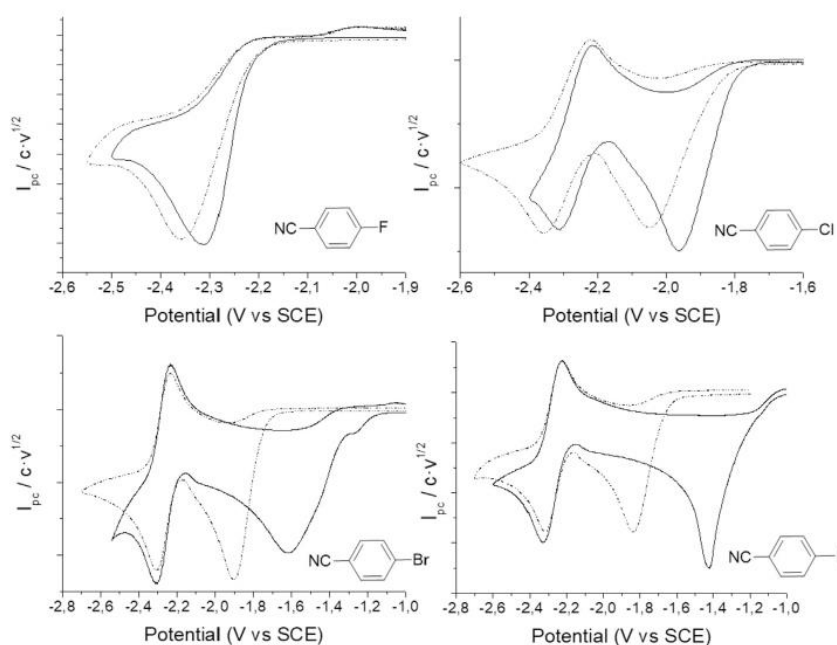 I pc / c·v 1/2
NC F
-2,6 -2,5 -2,4 -2,3 -2,2 -2,1 -2,0 -1,9
Potential (V vs SCE)
I pc / c·v 1/2
NC Cl
-2,6 -2,4 -2,2 -2,0 -1,8 -1,6
Potential (V vs SCE)
I pc / c·v 1/2
NC Br
-2,8 -2,6 -2,4 -2,2 -2,0 -1,8 -1,6 -1,4 -1,2 -1,0
Potential (V vs SCE)
I pc / c·v 1/2
NC
-2,8 -2,6 -2,4 -2,2 -2,0 -1,8 -1,6 -1,4 -1,2 -1,0
Potential (V vs SCE)